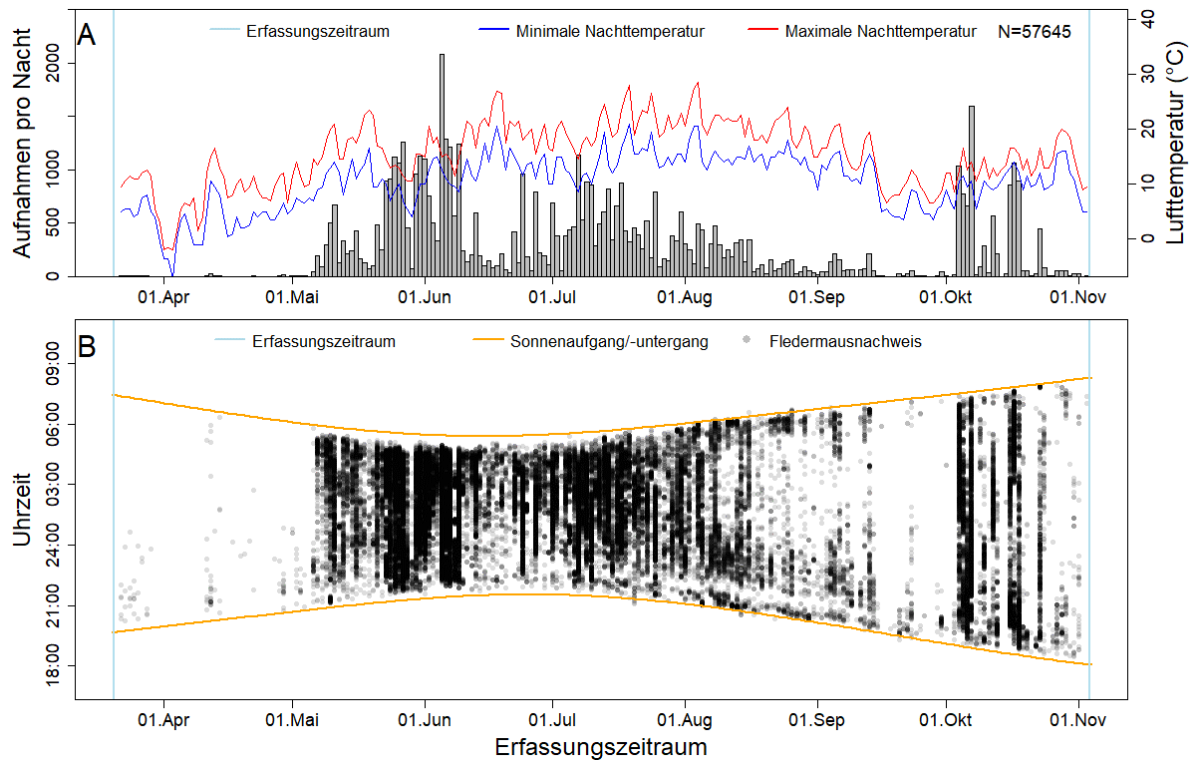 A
Erfassungszeitraum Minimale Nachttemperatur Maximale Nachttemperatur N=57645
Aufnahmen pro Nacht
0 500 1000 2000
Lufttemperatur (°C)
0 10 20 30 40
01.Apr 01.Mai 01.Jun 01.Jul 01.Aug 01.Sep 01.Okt 01.Nov
B
Erfassungszeitraum Sonnenaufgang/-untergang Fledermausnachweis
Uhrzeit
18:00 21:00 24:00 03:00 06:00 09:00
01.Apr 01.Mai 01.Jun 01.Jul 01.Aug 01.Sep 01.Okt 01.Nov
Erfassungszeitraum